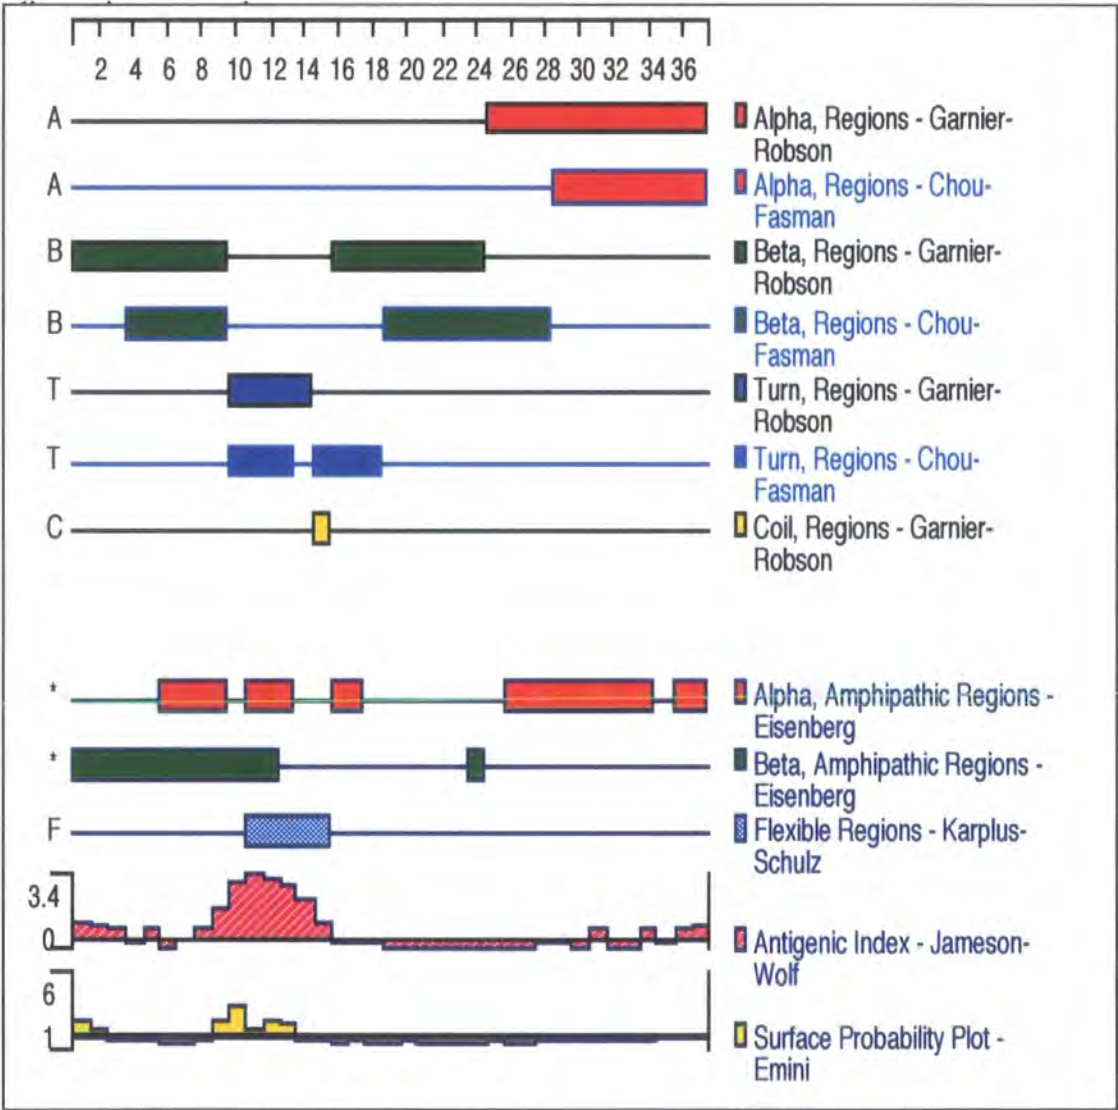 2 4 6 8 10 12 14 16 18 20 22 24 26 28 30 32 34 36
A
Alpha, Regions - Garnier-
Robson
A
Alpha, Regions - Chou-
Fasman
B
Beta, Regions - Garnier-
Robson
B
Beta, Regions - Chou-
Fasman
T
Turn, Regions - Garnier-
Robson
T
Turn, Regions - Chou-
Fasman
C
Coil, Regions - Garnier-
Robson
*
Alpha, Amphipathic Regions -
Eisenberg
*
Beta, Amphipathic Regions -
Eisenberg
F
Flexible Regions - Karplus-
Schulz
3.4
0
Antigenic Index - Jameson-
Wolf
6
1
Surface Probability Plot -
Emini